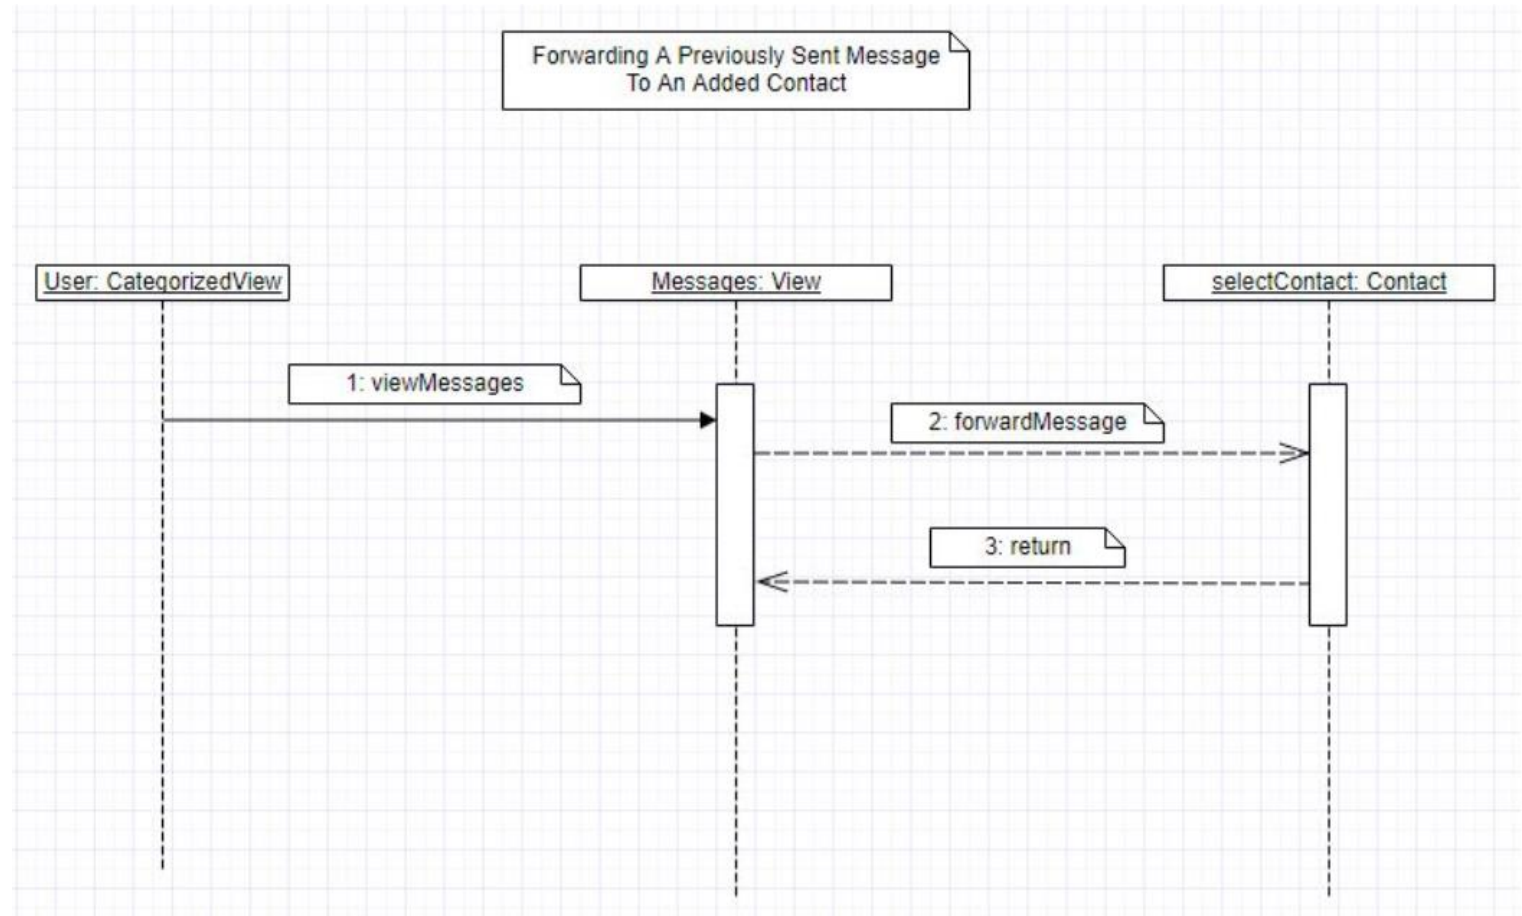 Forwarding A Previously Sent Message
To An Added Contact
User: CategorizedView
Messages: View
selectContact: Contact
1: viewMessages
2: forwardMessage
3: return